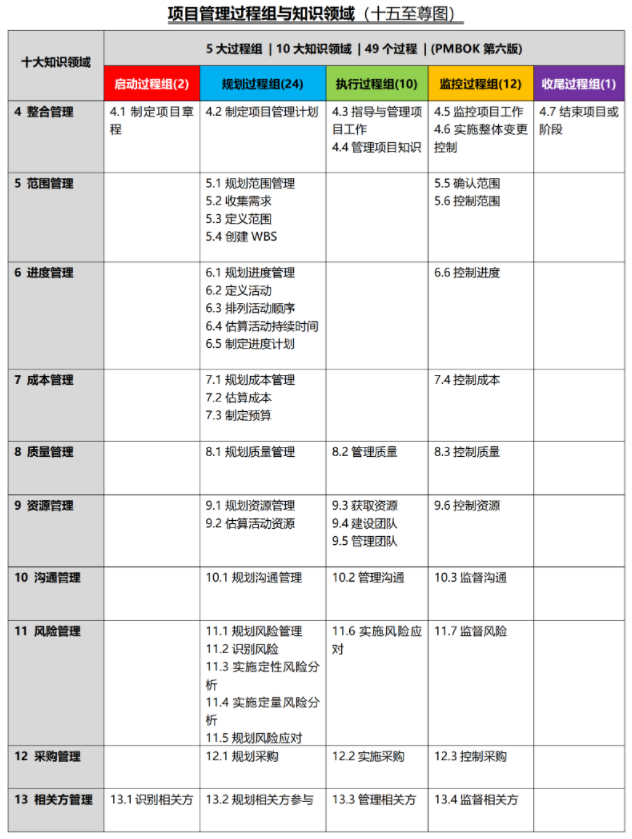 项目管理过程组与知识领域（十五至尊图）
十大知识领域
5 大过程组 | 10 大知识领域 | 49 个过程 | (PMBOK 第六版)
启动过程组(2)
规划过程组(24)
执行过程组(10)
监控过程组(12)
收尾过程组(1)
4 整合管理
4.1 制定项目章
程
4.2 制定项目管理计划
4.3 指导与管理项
目工作
4.4 管理项目知识
4.5 监控项目工作
4.6 实施整体变更
控制
4.7 结束项目或
阶段
5 范围管理
5.1 规划范围管理
5.2 收集需求
5.3 定义范围
5.4 创建 WBS
5.5 确认范围
5.6 控制范围
6 进度管理
6.1 规划进度管理
6.2 定义活动
6.3 排列活动顺序
6.4 估算活动持续时间
6.5 制定进度计划
6.6 控制进度
7 成本管理
7.1 规划成本管理
7.2 估算成本
7.3 制定预算
7.4 控制成本
8 质量管理
8.1 规划质量管理
8.2 管理质量
8.3 控制质量
9 资源管理
9.1 规划资源管理
9.2 估算活动资源
9.3 获取资源
9.4 建设团队
9.5 管理团队
9.6 控制资源
10 沟通管理
10.1 规划沟通管理
10.2 管理沟通
10.3 监督沟通
11 风险管理
11.1 规划风险管理
11.2 识别风险
11.3 实施定性风险分
析
11.4 实施定量风险分
析
11.5 规划风险应对
11.6 实施风险应
对
11.7 监督风险
12 采购管理
12.1 规划采购
12.2 实施采购
12.3 控制采购
13 相关方管理
13.1 识别相关方
13.2 规划相关方参与
13.3 管理相关方
13.4 监督相关方